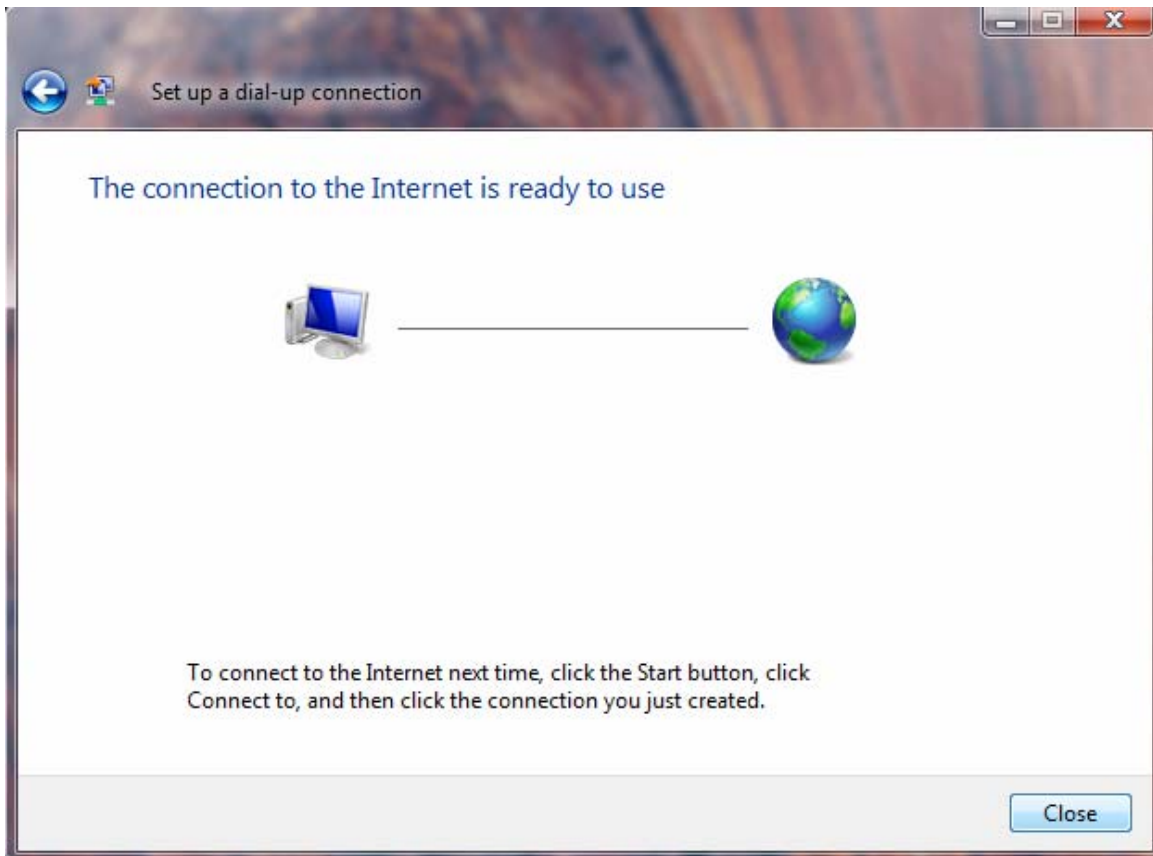 Set up a dial-up connection
The connection to the Internet is ready to use
To connect to the Internet next time, click the Start button, click
Connect to, and then click the connection you just created.
Close